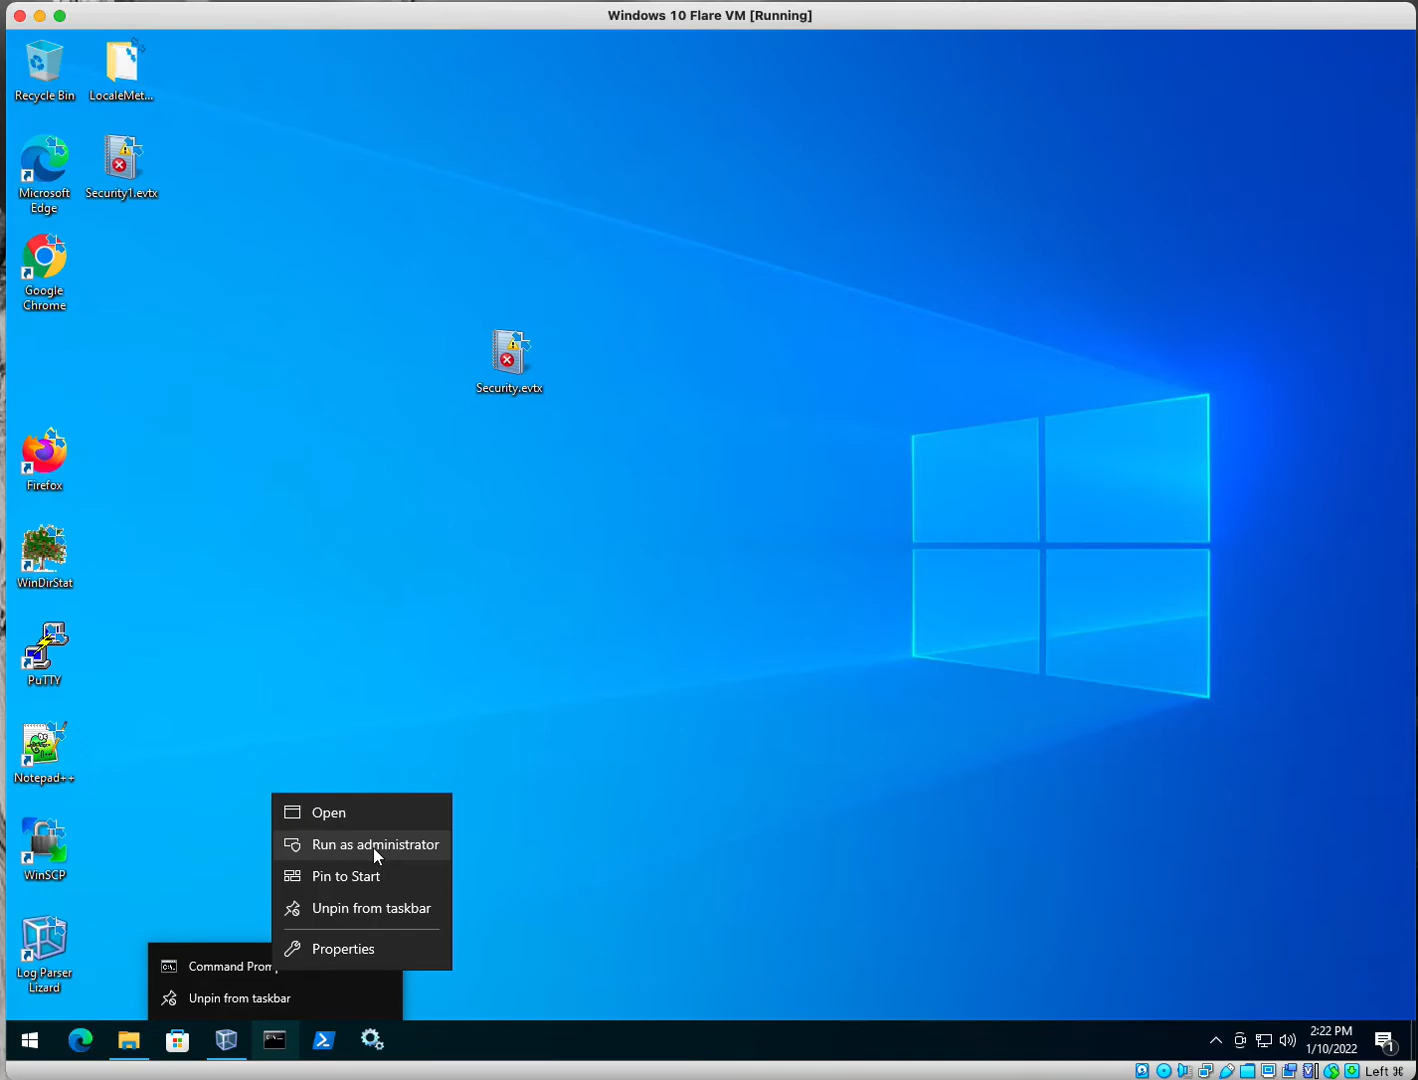 Windows 10 Flare VM [Running]
Recycle Bin
LocaleMet...
Microsoft
Edge
Security1.evtx
Google
Chrome
Security.evtx
Firefox
WinDirStat
PuTTY
Notepad++
WinSCP
Log Parser
Lizard
Open
Run as administrator
Pin to Start
Unpin from taskbar
Properties
Command Promp
Unpin from taskbar
2:22 PM
1/10/2022
1
Left ⌘